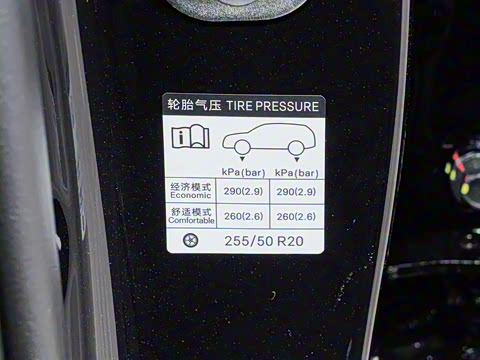 轮胎气压 TIRE PRESSURE
kPa(bar) kPa(bar)
经济模式 290(2.9) 290(2.9)
Economic
舒适模式 260(2.6) 260(2.6)
Comfortable
255/50 R20